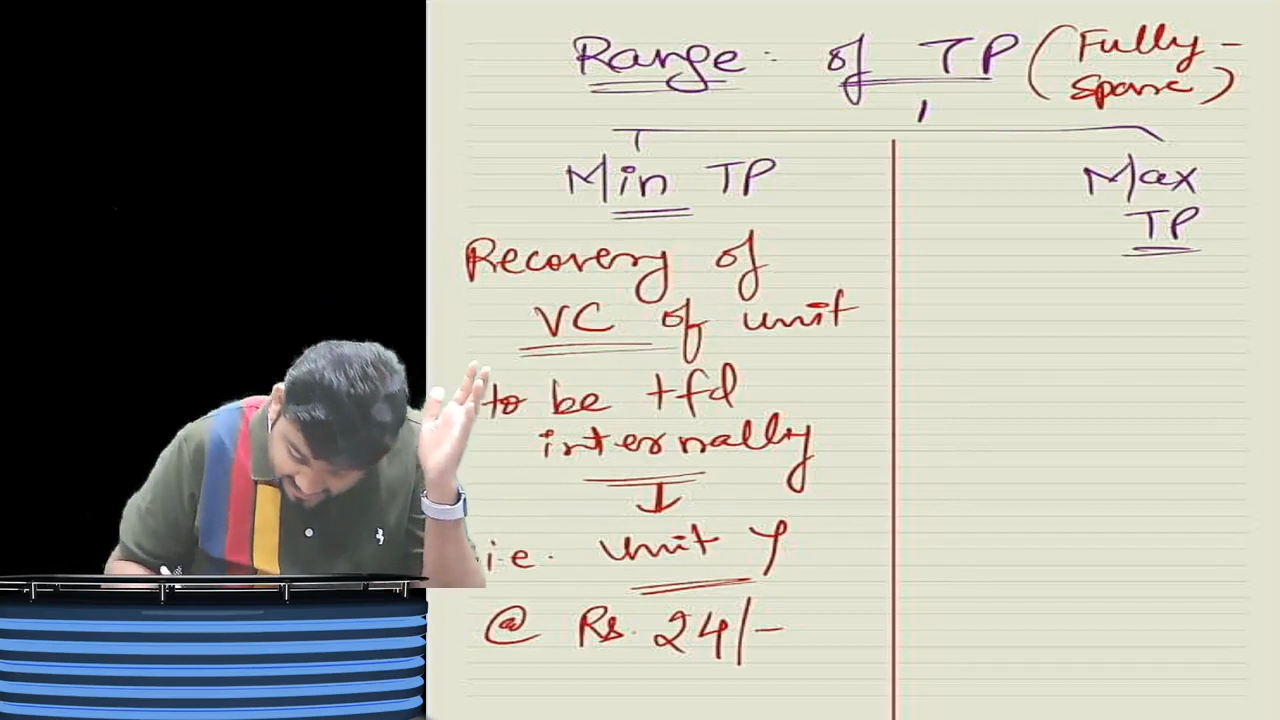 Range: of TP (Fully-
Spare)
Min TP
Max
TP
Recovery of
VC of unit
to be tfd
internally
i.e. Unit Y
@ Rs. 24/-